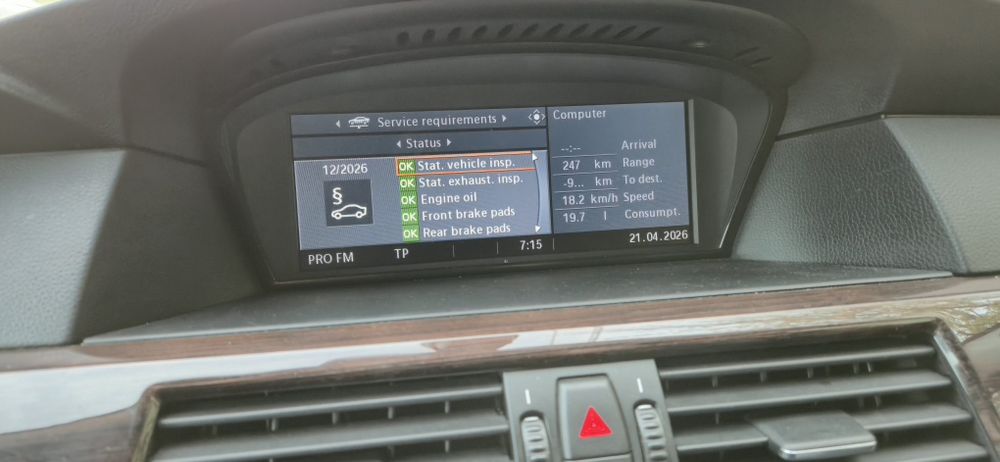 Service requirements
Status
12/2026
§
OK Stat. vehicle insp.
OK Stat. exhaust. insp.
OK Engine oil
OK Front brake pads
OK Rear brake pads
Computer
--:-- Arrival
247 km Range
-9... km To dest.
18.2 km/h Speed
19.7 l Consumpt.
PRO FM TP 7:15 21.04.2026